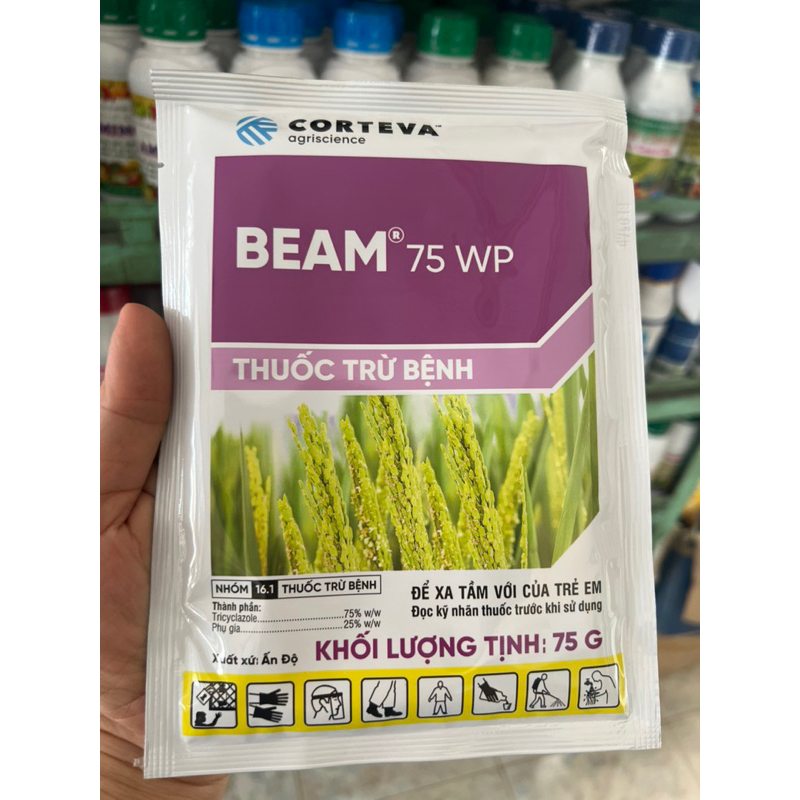 CORTEVA™
agriscience
BEAM® 75 WP
THUỐC TRỪ BỆNH
NHÓM 16.1 THUỐC TRỪ BỆNH
Thành phần:
Tricyclazole..............................75% w/w
Phụ gia....................................25% w/w
Xuất xứ: Ấn Độ
ĐỂ XA TẦM VỚI CỦA TRẺ EM
Đọc kỹ nhãn thuốc trước khi sử dụng
KHỐI LƯỢNG TỊNH: 75 G